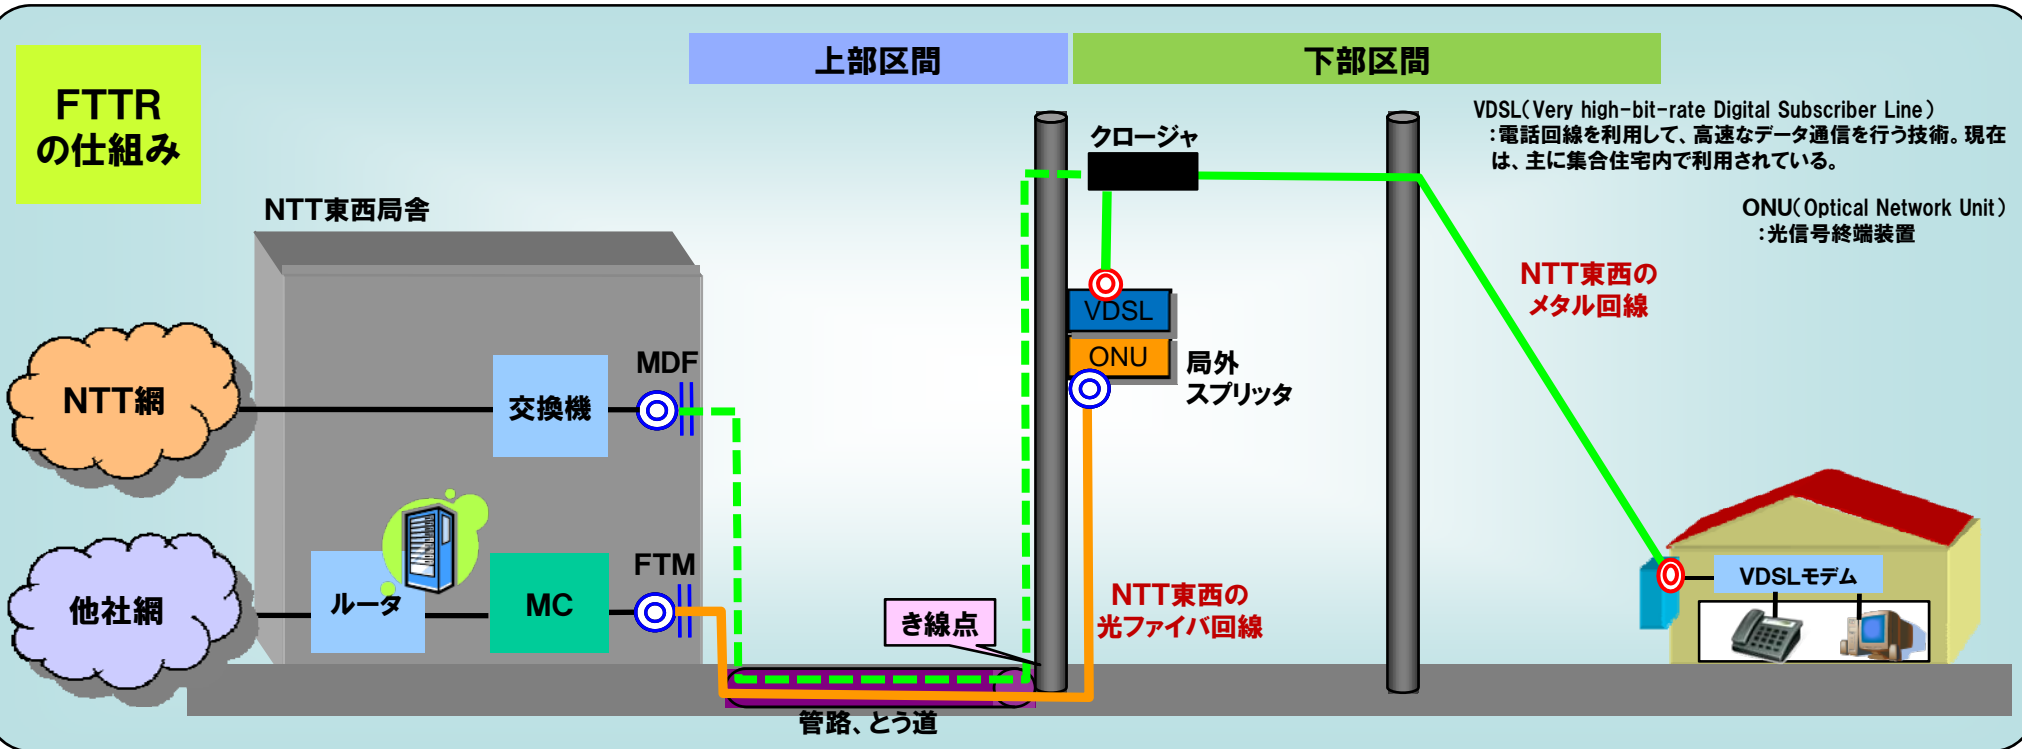 FTTR
の仕組み
上部区間
下部区間
VDSL(Very high-bit-rate Digital Subscriber Line)
:電話回線を利用して、高速なデータ通信を行う技術。現在
は、主に集合住宅内で利用されている。
ONU(Optical Network Unit)
:光信号終端装置
クロージャ
NTT東西局舎
NTT東西の
メタル回線
VDSL
ONU
局外
スプリッタ
MDF
NTT網
交換機
FTM
他社網
ルータ
MC
き線点
NTT東西の
光ファイバ回線
VDSLモデム
管路、とう道